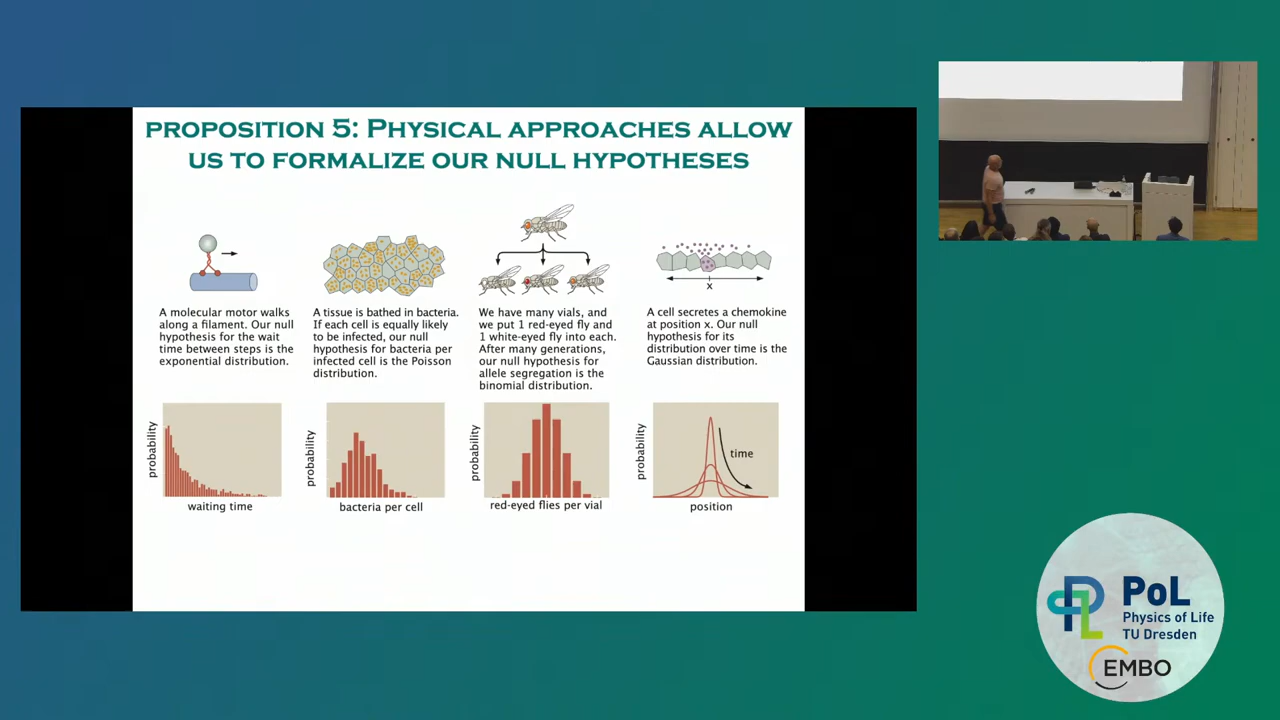 PROPOSITION 5: PHYSICAL APPROACHES ALLOW
US TO FORMALIZE OUR NULL HYPOTHESES
A molecular motor walks
along a filament. Our null
hypothesis for the wait
time between steps is the
exponential distribution.
A tissue is bathed in bacteria.
If each cell is equally likely
to be infected, our null
hypothesis for bacteria per
infected cell is the Poisson
distribution.
We have many vials, and
we put 1 red-eyed fly and
1 white-eyed fly into each.
After many generations,
our null hypothesis for
allele segregation is the
binomial distribution.
x
A cell secretes a chemokine
at position x. Our null
hypothesis for its
distribution over time is the
Gaussian distribution.
probability
waiting time
probability
bacteria per cell
probability
red-eyed flies per vial
probability
time
position
PoL
Physics of Life
TU Dresden
EMBO